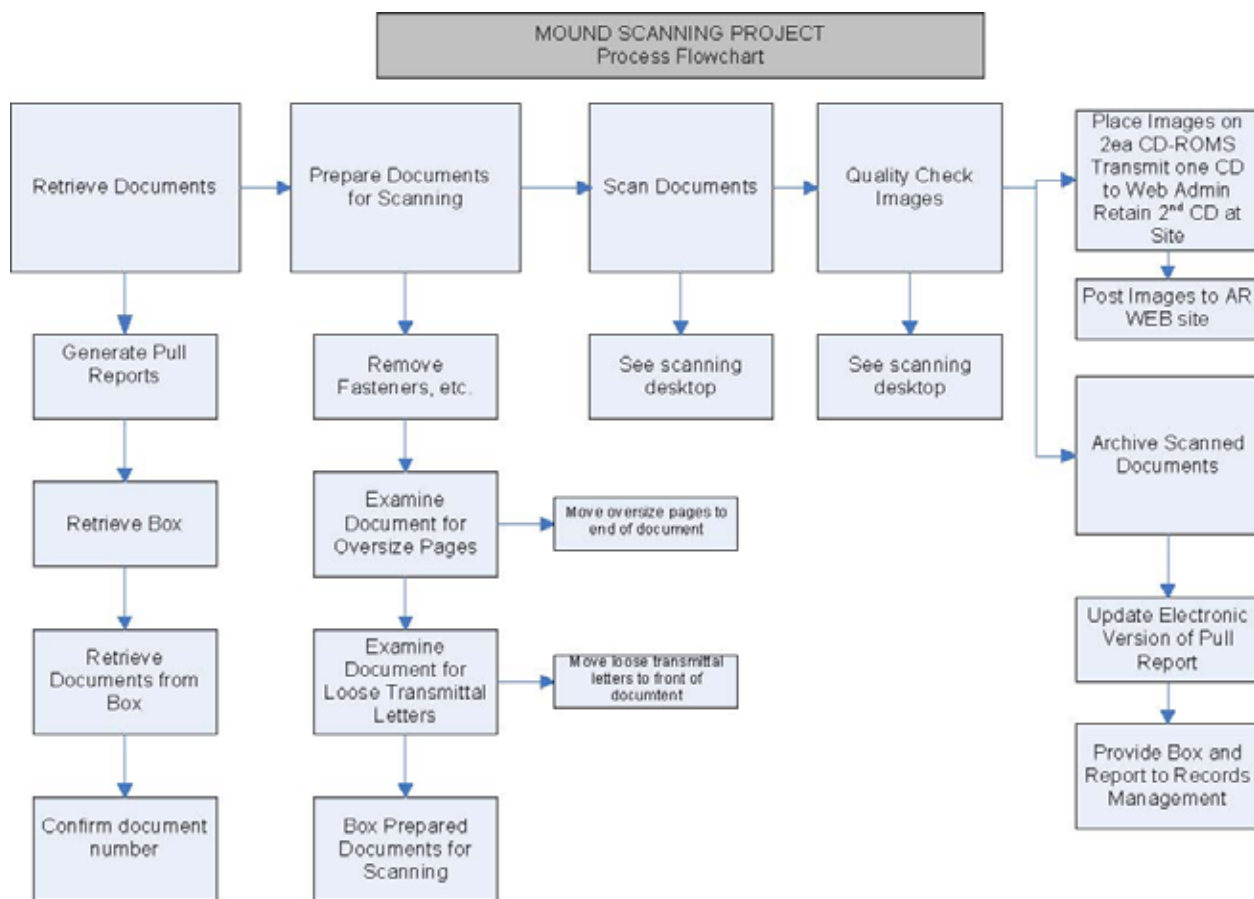 MOUND SCANNING PROJECT
Process Flowchart
Retrieve Documents
Prepare Documents
for Scanning
Scan Documents
Quality Check
Images
Place Images on
2ea CD-ROMS
Transmit one CD
to Web Admin
Retain 2nd CD at
Site
Post Images to AR
WEB site
Generate Pull
Reports
Remove
Fasteners, etc.
See scanning
desktop
See scanning
desktop
Archive Scanned
Documents
Retrieve Box
Examine
Document for
Oversize Pages
Move oversize pages to
end of document
Retrieve
Documents from
Box
Examine
Document for
Loose Transmittal
Letters
Move loose transmittal
letters to front of
documtent
Update Electronic
Version of Pull
Report
Confirm document
number
Box Prepared
Documents for
Scanning
Provide Box and
Report to Records
Management